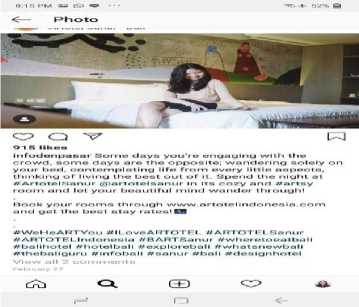 8:15 PM
52%
Photo
915 likes
infodenpasar Some days you're engaging with the
crowd, some days are the opposite; wandering solely on
your bed, contemplating life from every little aspects,
thinking of living the best out of it. Spend the night at
#ArtotelSanur @artotelsanur in its cozy and #artsy
room and let your beautiful mind wander through!
.
Book your rooms through www.artotelindonesia.com
and get the best stay rates!
.
#WeHeARTYou #ILoveARTOTEL #ARTOTELSanur
#ARTOTELIndonesia #BARTSanur #wheretoeatbali
#balihotel #hotelbali #explorebali #whatsnewbali
#thebaliguru #infobali #sanur #bali #designhotel
View all 2 comments
February 27